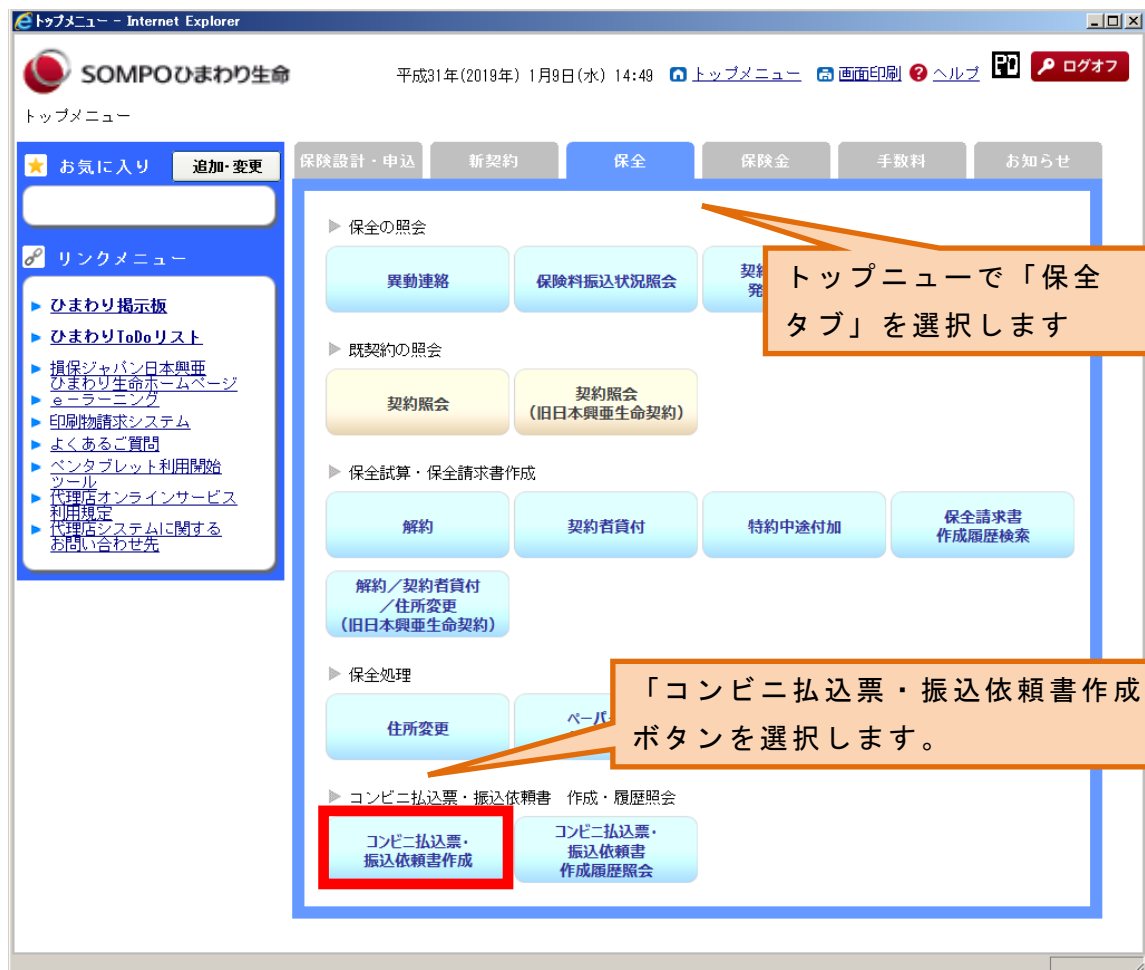 トップメニュー - Internet Explorer
SOMPOひまわり生命
平成31年(2019年) 1月9日(水) 14:49 トップメニュー 画面印刷 ヘルプ ログオフ
トップメニュー
お気に入り 追加・変更
リンクメニュー
ひまわり掲示板
ひまわりToDoリスト
損保ジャパン日本興亜
ひまわり生命ホームページ
e-ラーニング
印刷物請求システム
よくあるご質問
ペンタブレット利用開始
ツール
代理店オンラインサービス
利用規定
代理店システムに関する
お問い合わせ先
保険設計・申込 新契約 保全 保険金 手数料 お知らせ
保全の照会
異動連絡
保険料振込状況照会
トップニューで「保全
タブ」を選択します
既契約の照会
契約照会
契約照会
(旧日本興亜生命契約)
保全試算・保全請求書作成
解約
契約者貸付
特約中途付加
保全請求書
作成履歴検索
解約／契約者貸付
／住所変更
(旧日本興亜生命契約)
保全処理
住所変更
ペーパ
「コンビニ払込票・振込依頼書作成
ボタンを選択します。
コンビニ払込票・振込依頼書 作成・履歴照会
コンビニ払込票・
振込依頼書作成
コンビニ払込票・
振込依頼書
作成履歴照会